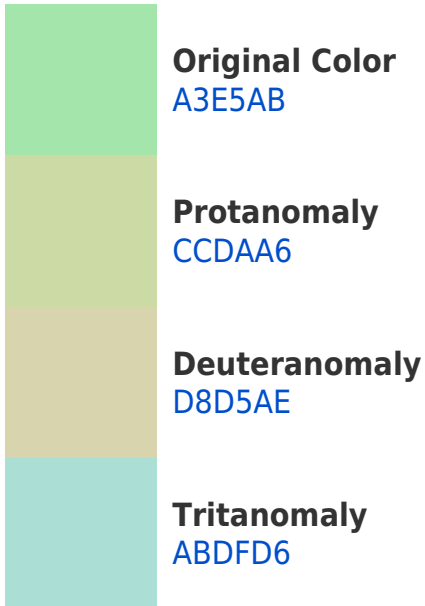 Original Color
A3E5AB
Protanomaly
CCDAA6
Deuteranomaly
D8D5AE
Tritanomaly
ABDFD6